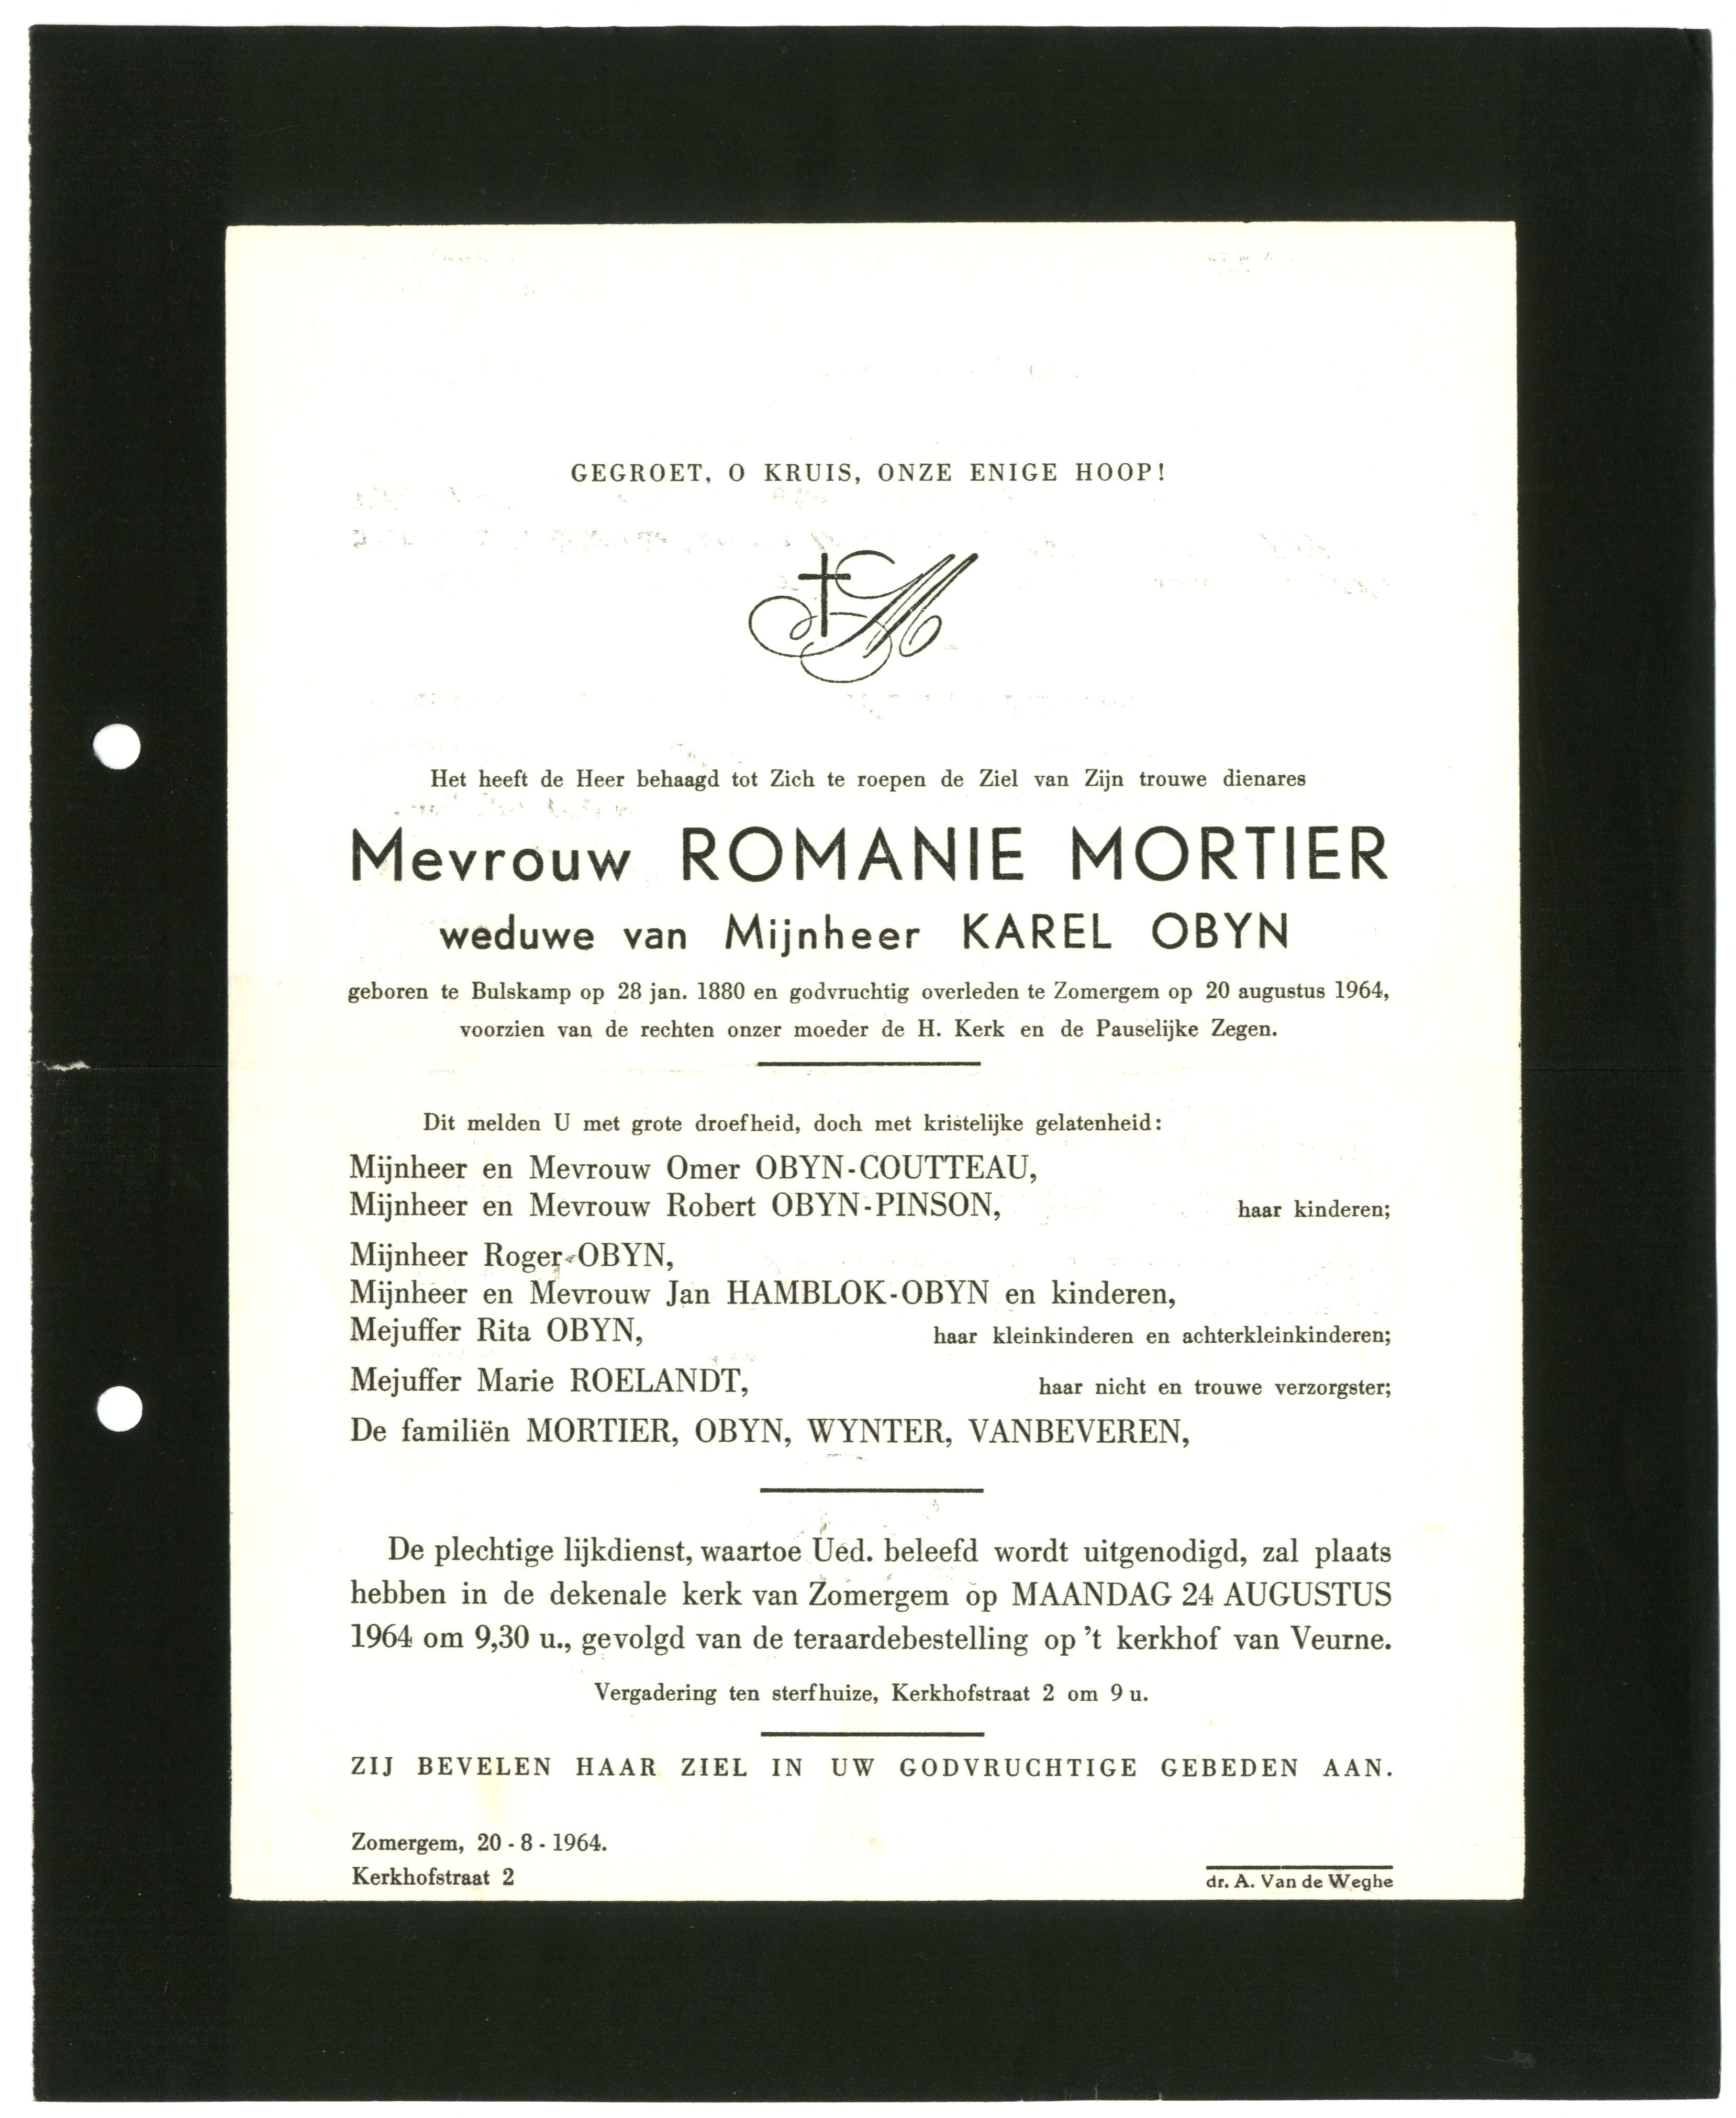 GEGROET, O KRUIS, ONZE ENIGE HOOP!
M
Het heeft de Heer behaagd tot Zich te roepen de Ziel van Zijn trouwe dienares
Mevrouw ROMANIE MORTIER
weduwe van Mijnheer KAREL OBYN
geboren te Bulskamp op 28 jan. 1880 en godvruchtig overleden te Zomergem op 20 augustus 1964,
voorzien van de rechten onzer moeder de H. Kerk en de Pauselijke Zegen.
Dit melden U met grote droefheid, doch met kristelijke gelatenheid:
Mijnheer en Mevrouw Omer OBYN-COUTTEAU,
Mijnheer en Mevrouw Robert OBYN-PINSON, haar kinderen;
Mijnheer Roger OBYN,
Mijnheer en Mevrouw Jan HAMBLOK-OBYN en kinderen,
Mejuffer Rita OBYN, haar kleinkinderen en achterkleinkinderen;
Mejuffer Marie ROELANDT, haar nicht en trouwe verzorgster;
De familiën MORTIER, OBYN, WYNTER, VANBEVEREN,
De plechtige lijkdienst, waartoe Ued. beleefd wordt uitgenodigd, zal plaats
hebben in de dekenale kerk van Zomergem op MAANDAG 24 AUGUSTUS
1964 om 9,30 u., gevolgd van de teraardebestelling op 't kerkhof van Veurne.
Vergadering ten sterfhuize, Kerkhofstraat 2 om 9 u.
ZIJ BEVELEN HAAR ZIEL IN UW GODVRUCHTIGE GEBEDEN AAN.
Zomergem, 20 - 8 - 1964.
Kerkhofstraat 2
dr. A. Van de Weghe